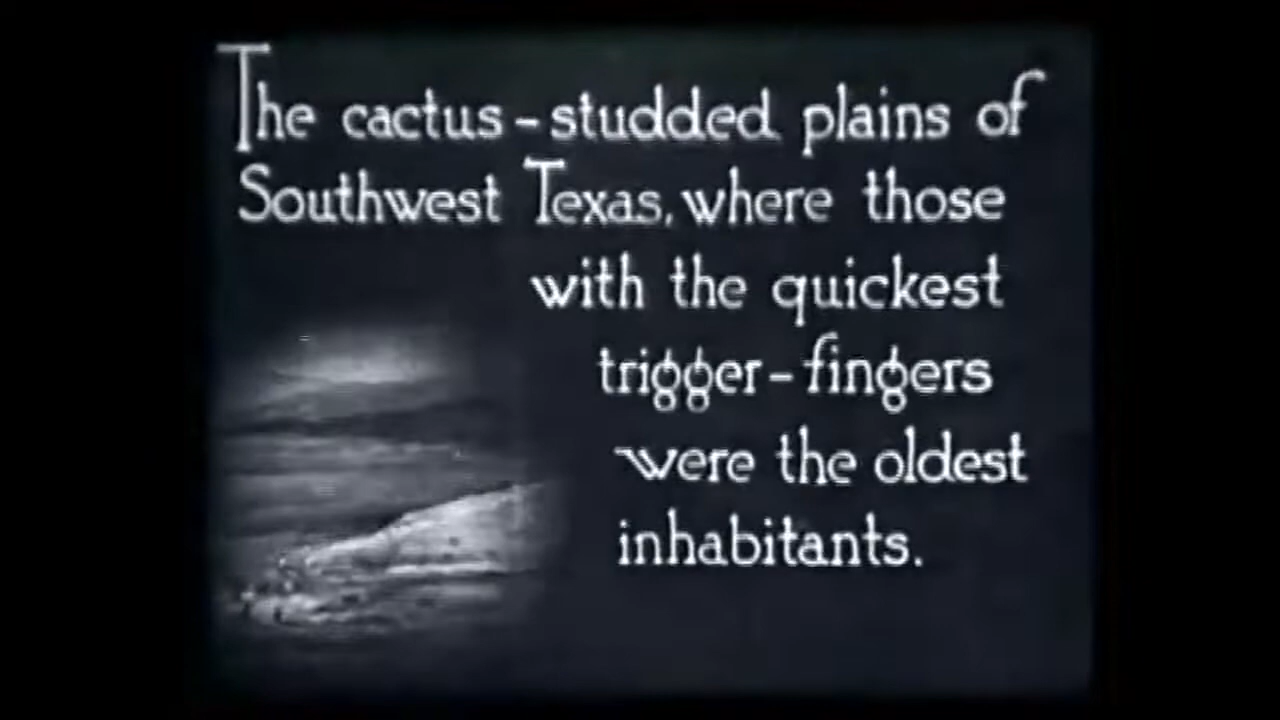 The cactus-studded plains of
Southwest Texas, where those
with the quickest
trigger-fingers
were the oldest
inhabitants.